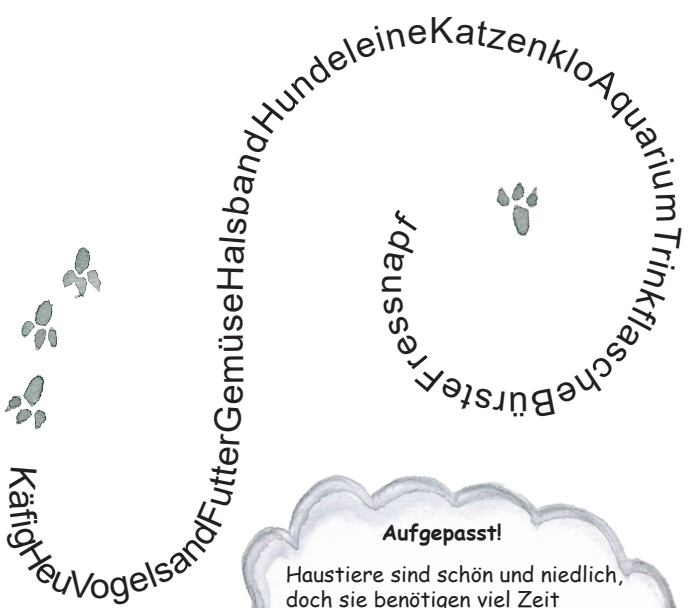 KäfigHeuVogelsandFutterGemüseHalsbandHundeleineKatzenkloAquariumTrinkflascheBürsteFressnapf
Aufgepasst!
Haustiere sind schön und niedlich,
doch sie benötigen viel Zeit